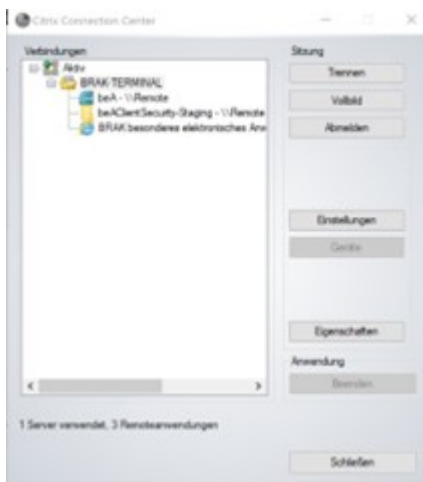 Citrix Connection Center
Verbindungen
Aktiv
BRAK-TERMINAL
beA - \\Remote
beAClientSecurity-Staging - \\Remote
BRAK besonderes elektronisches Anw
1 Server verwendet, 3 Remoteanwendungen
Sitzung
Trennen
Vollbild
Abmelden
Einstellungen
Geräte
Eigenschaften
Anwendung
Beenden
Schließen